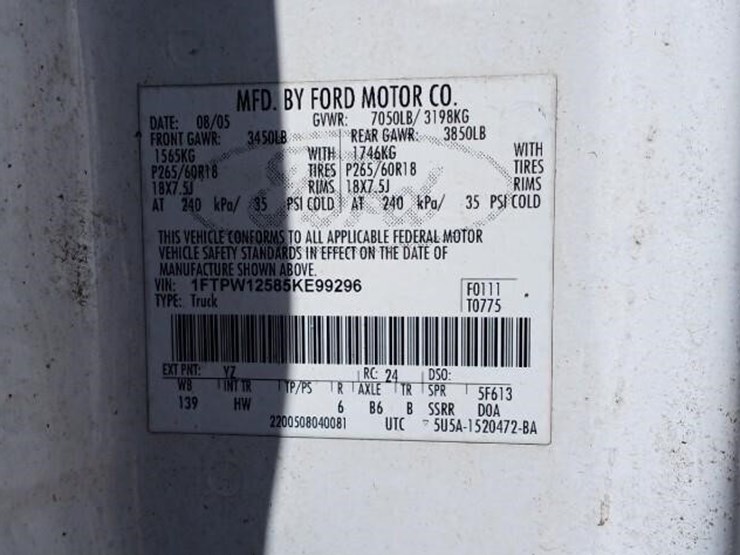 MFD. BY FORD MOTOR CO.
DATE: 08/05 GVWR: 7050LB/ 3198KG
FRONT GAWR: 3450LB REAR GAWR: 3850LB
1565KG WITH 1746KG WITH
P265/60R18 TIRES P265/60R18 TIRES
18X7.5J RIMS 18X7.5J RIMS
AT 240 kPa/ 35 PSI COLD AT 240 kPa/ 35 PSI COLD
Ford
THIS VEHICLE CONFORMS TO ALL APPLICABLE FEDERAL MOTOR
VEHICLE SAFETY STANDARDS IN EFFECT ON THE DATE OF
MANUFACTURE SHOWN ABOVE.
VIN: 1FTPW12585KE99296 F0111
TYPE: Truck T0775
EXT PNT: YZ RC: 24 DSO:
WB INT TR TP/PS R AXLE TR SPR 5F613
139 HW 6 B6 B SSRR DOA
2200508040081 UTC 5U5A-1520472-BA